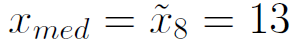 $x_{med} = \tilde{x}_8 = 13$